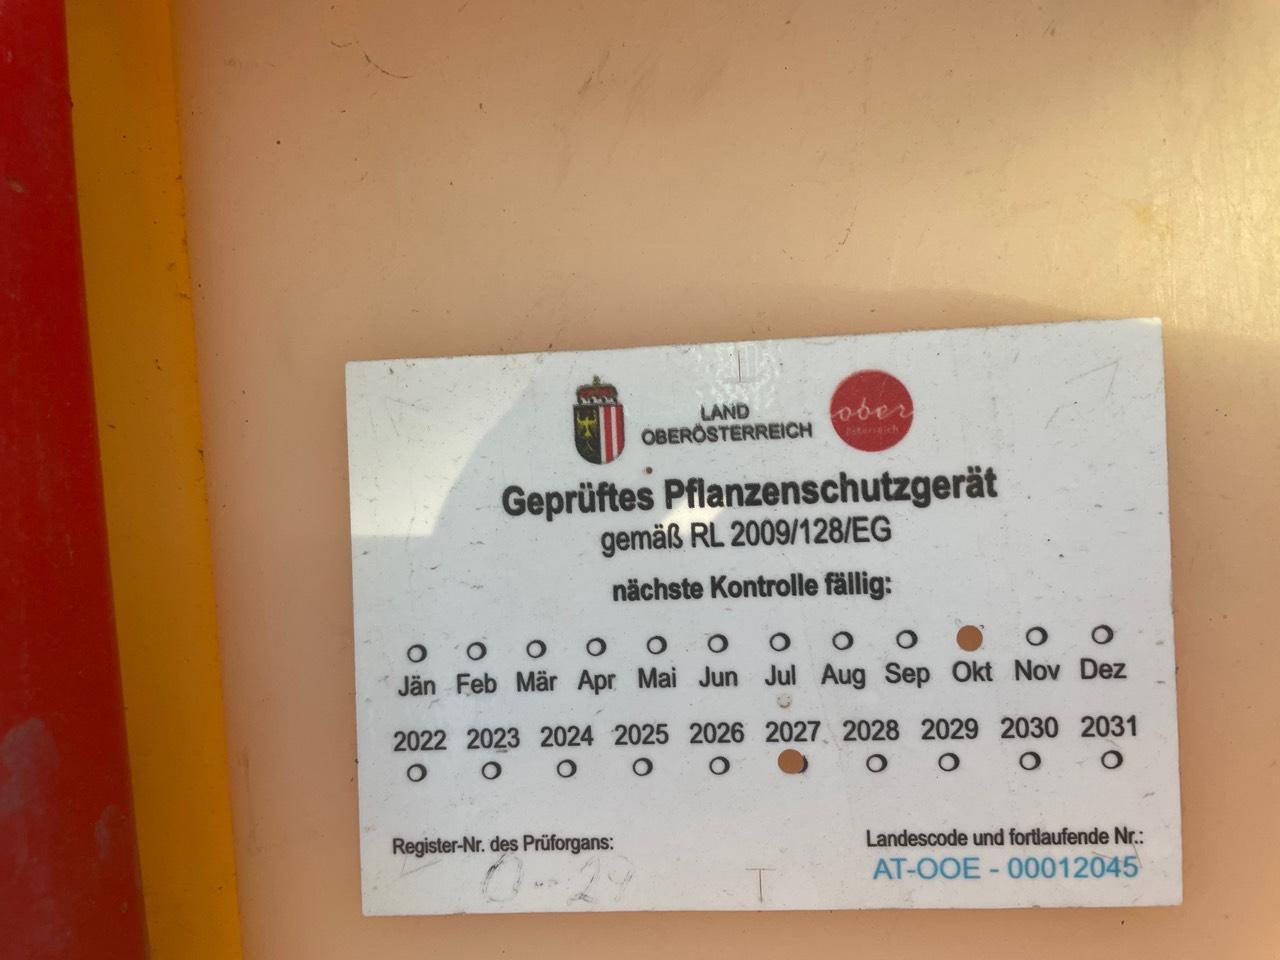 LAND
OBERÖSTERREICH
ober
österreich
Geprüftes Pflanzenschutzgerät
gemäß RL 2009/128/EG
nächste Kontrolle fällig:
Jän Feb Mär Apr Mai Jun Jul Aug Sep Okt Nov Dez
2022 2023 2024 2025 2026 2027 2028 2029 2030 2031
Register-Nr. des Prüforgans:
Landescode und fortlaufende Nr.:
AT-OOE - 00012045